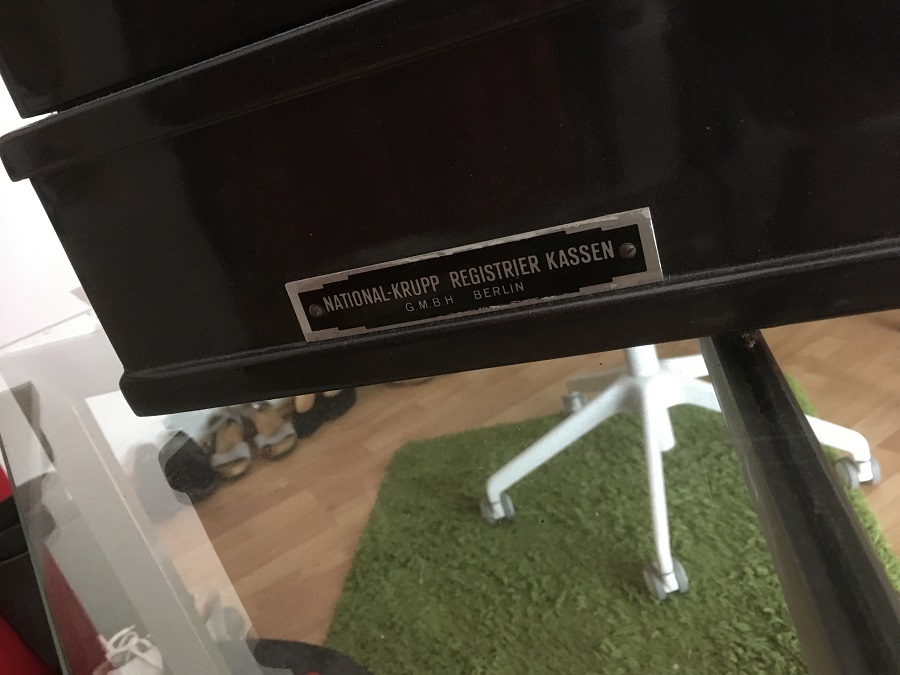 NATIONAL-KRUPP REGISTRIER KASSEN
G.M.B H BERLIN